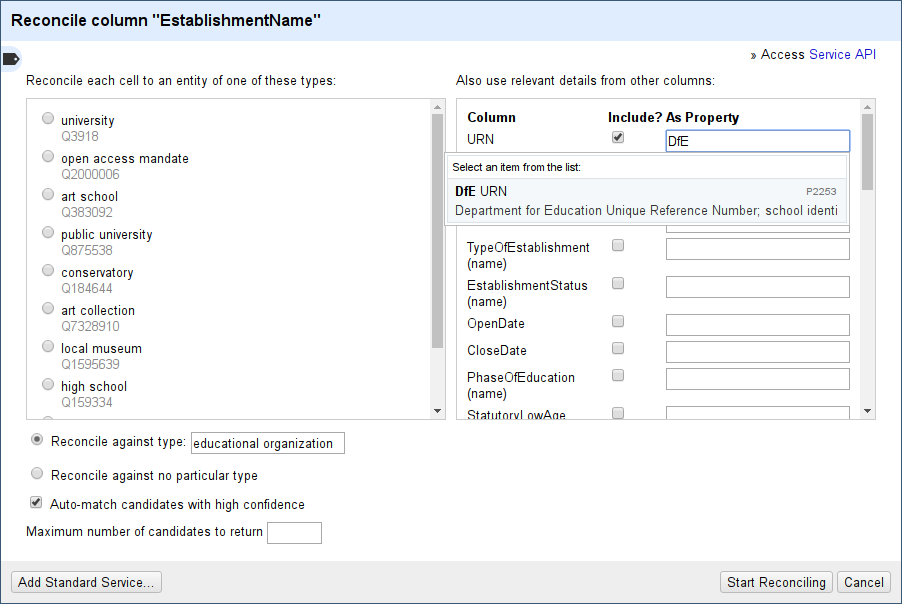 Reconcile column "EstablishmentName"
» Access Service API
Reconcile each cell to an entity of one of these types:
university
Q3918
open access mandate
Q2000006
art school
Q383092
public university
Q875538
conservatory
Q184644
art collection
Q7328910
local museum
Q1595639
high school
Q159334
Also use relevant details from other columns:
Column Include? As Property
URN DfE
Select an item from the list:
DfE URN P2253
Department for Education Unique Reference Number; school identi
TypeOfEstablishment
(name)
EstablishmentStatus
(name)
OpenDate
CloseDate
PhaseOfEducation
(name)
StatutoryLowAge
Reconcile against type: educational organization
Reconcile against no particular type
Auto-match candidates with high confidence
Maximum number of candidates to return
Add Standard Service... Start Reconciling Cancel